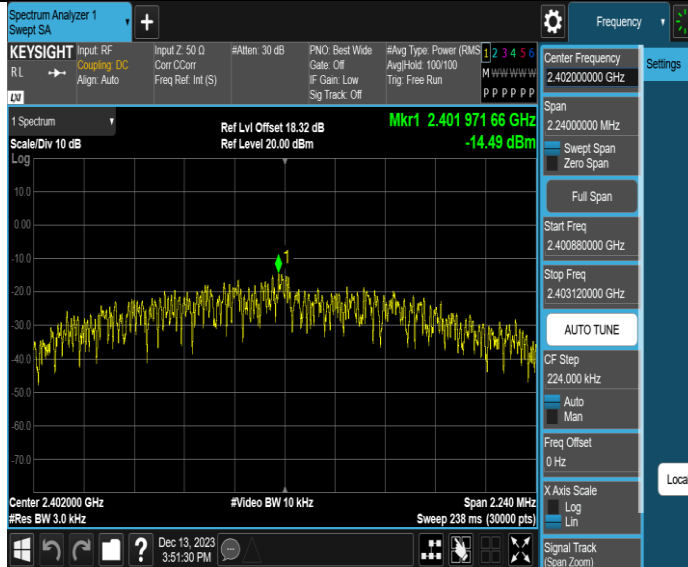 Spectrum Analyzer 1
Swept SA
+
Frequency
KEYSIGHT
RL
LXI
Input: RF
Coupling: DC
Align: Auto
Input Z: 50 Ω
Corr CCorr
Freq Ref: Int (S)
#Atten: 30 dB
PNO: Best Wide
Gate: Off
IF Gain: Low
Sig Track: Off
#Avg Type: Power (RMS
Avg|Hold: 100/100
Trig: Free Run
1 2 3 4 5 6
M W W W W W
P P P P P P
1 Spectrum
Scale/Div 10 dB
Ref Lvl Offset 18.32 dB
Ref Level 20.00 dBm
Mkr1 2.401 971 66 GHz
-14.49 dBm
Log
10.0
0.00
-10.0
-20.0
-30.0
-40.0
-50.0
-60.0
-70.0
1
Center 2.402000 GHz
#Res BW 3.0 kHz
#Video BW 10 kHz
Span 2.240 MHz
Sweep 238 ms (30000 pts)
Center Frequency
2.402000000 GHz
Settings
Span
2.24000000 MHz
Swept Span
Zero Span
Full Span
Start Freq
2.400880000 GHz
Stop Freq
2.403120000 GHz
AUTO TUNE
CF Step
224.000 kHz
Auto
Man
Freq Offset
0 Hz
X Axis Scale
Log
Lin
Local
Signal Track
(Span Zoom)
?
Dec 13, 2023
3:51:30 PM